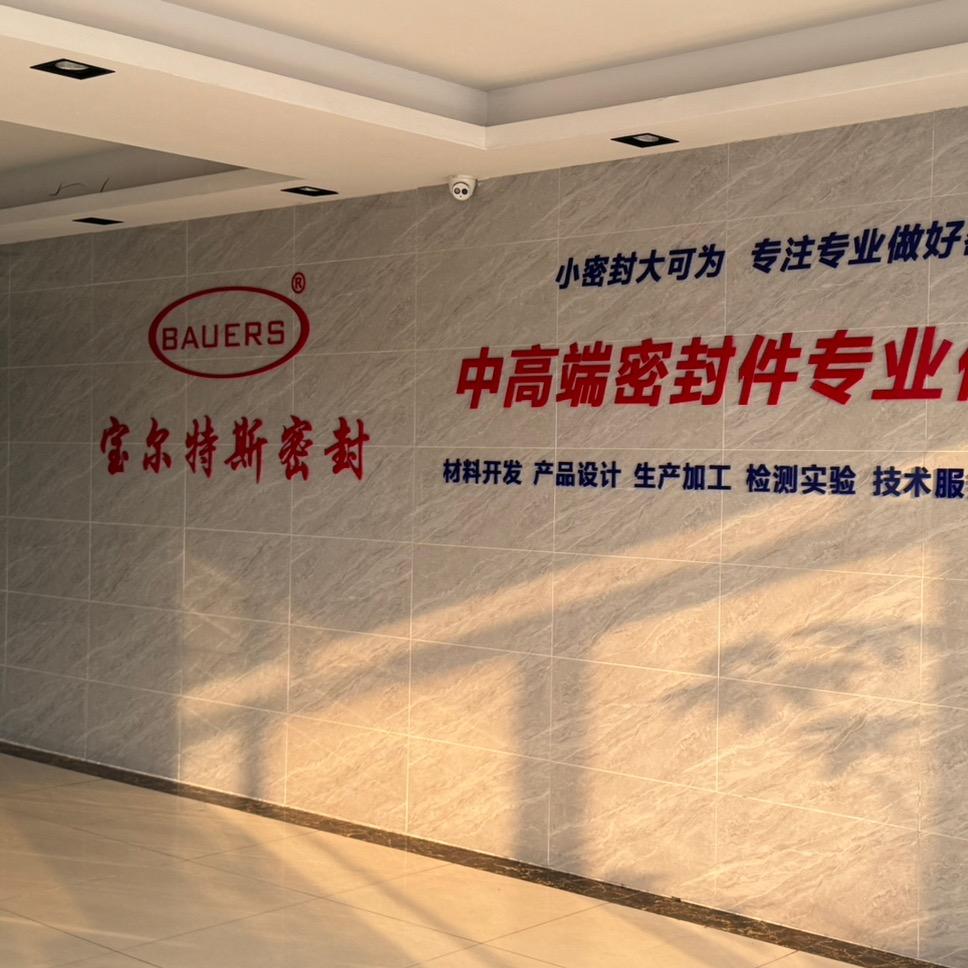 BAUERS®
宝尔特斯密封
小密封大可为 专注专业做好
中高端密封件专业
材料开发 产品设计 生产加工 检测实验 技术服